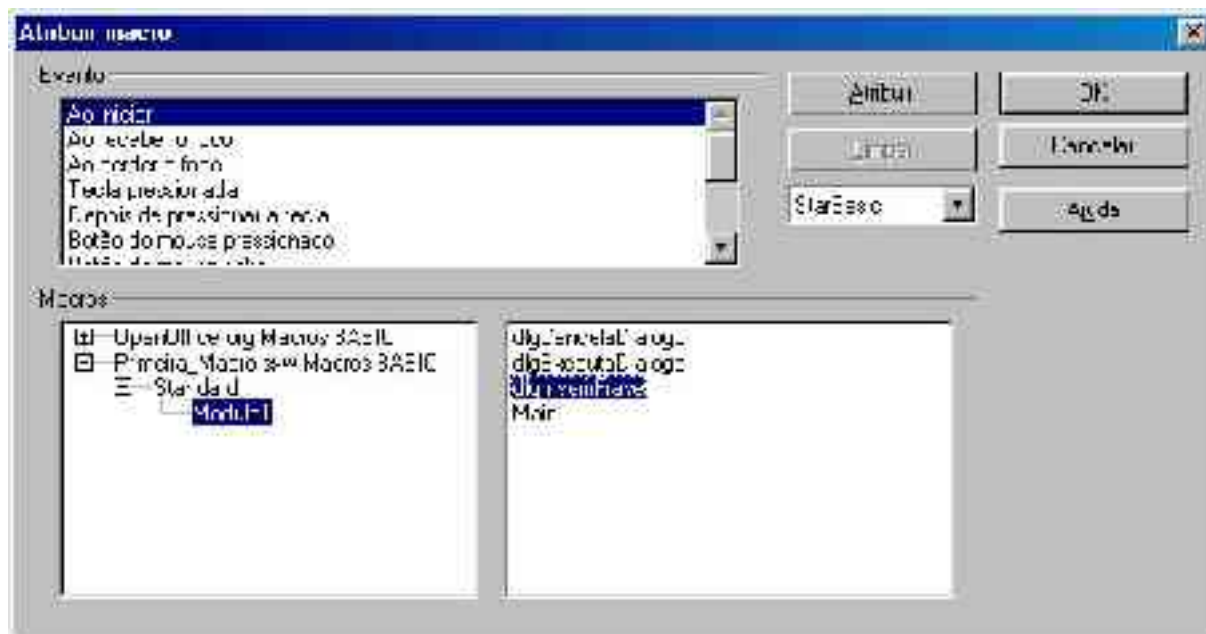 Atribuir macro
Evento
Ao iniciar
Ao receber o foco
Ao perder o foco
Tecla pressionada
Depois de pressionar a tecla
Botão do mouse pressionado
Atribuir
OK
Limpar
Cancelar
StarBasic
Ajuda
Macros
OpenOffice.org Macros BASIC
Primeira_Macro.sxw Macros BASIC
Standard
Modulo1
dlgCancelaDialogo
dlgExecutaDialogo
Main